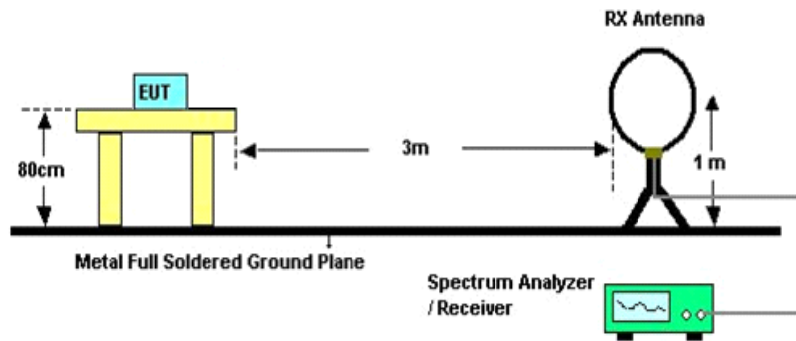 RX Antenna
EUT
80cm
3m
1 m
Metal Full Soldered Ground Plane
Spectrum Analyzer
/ Receiver